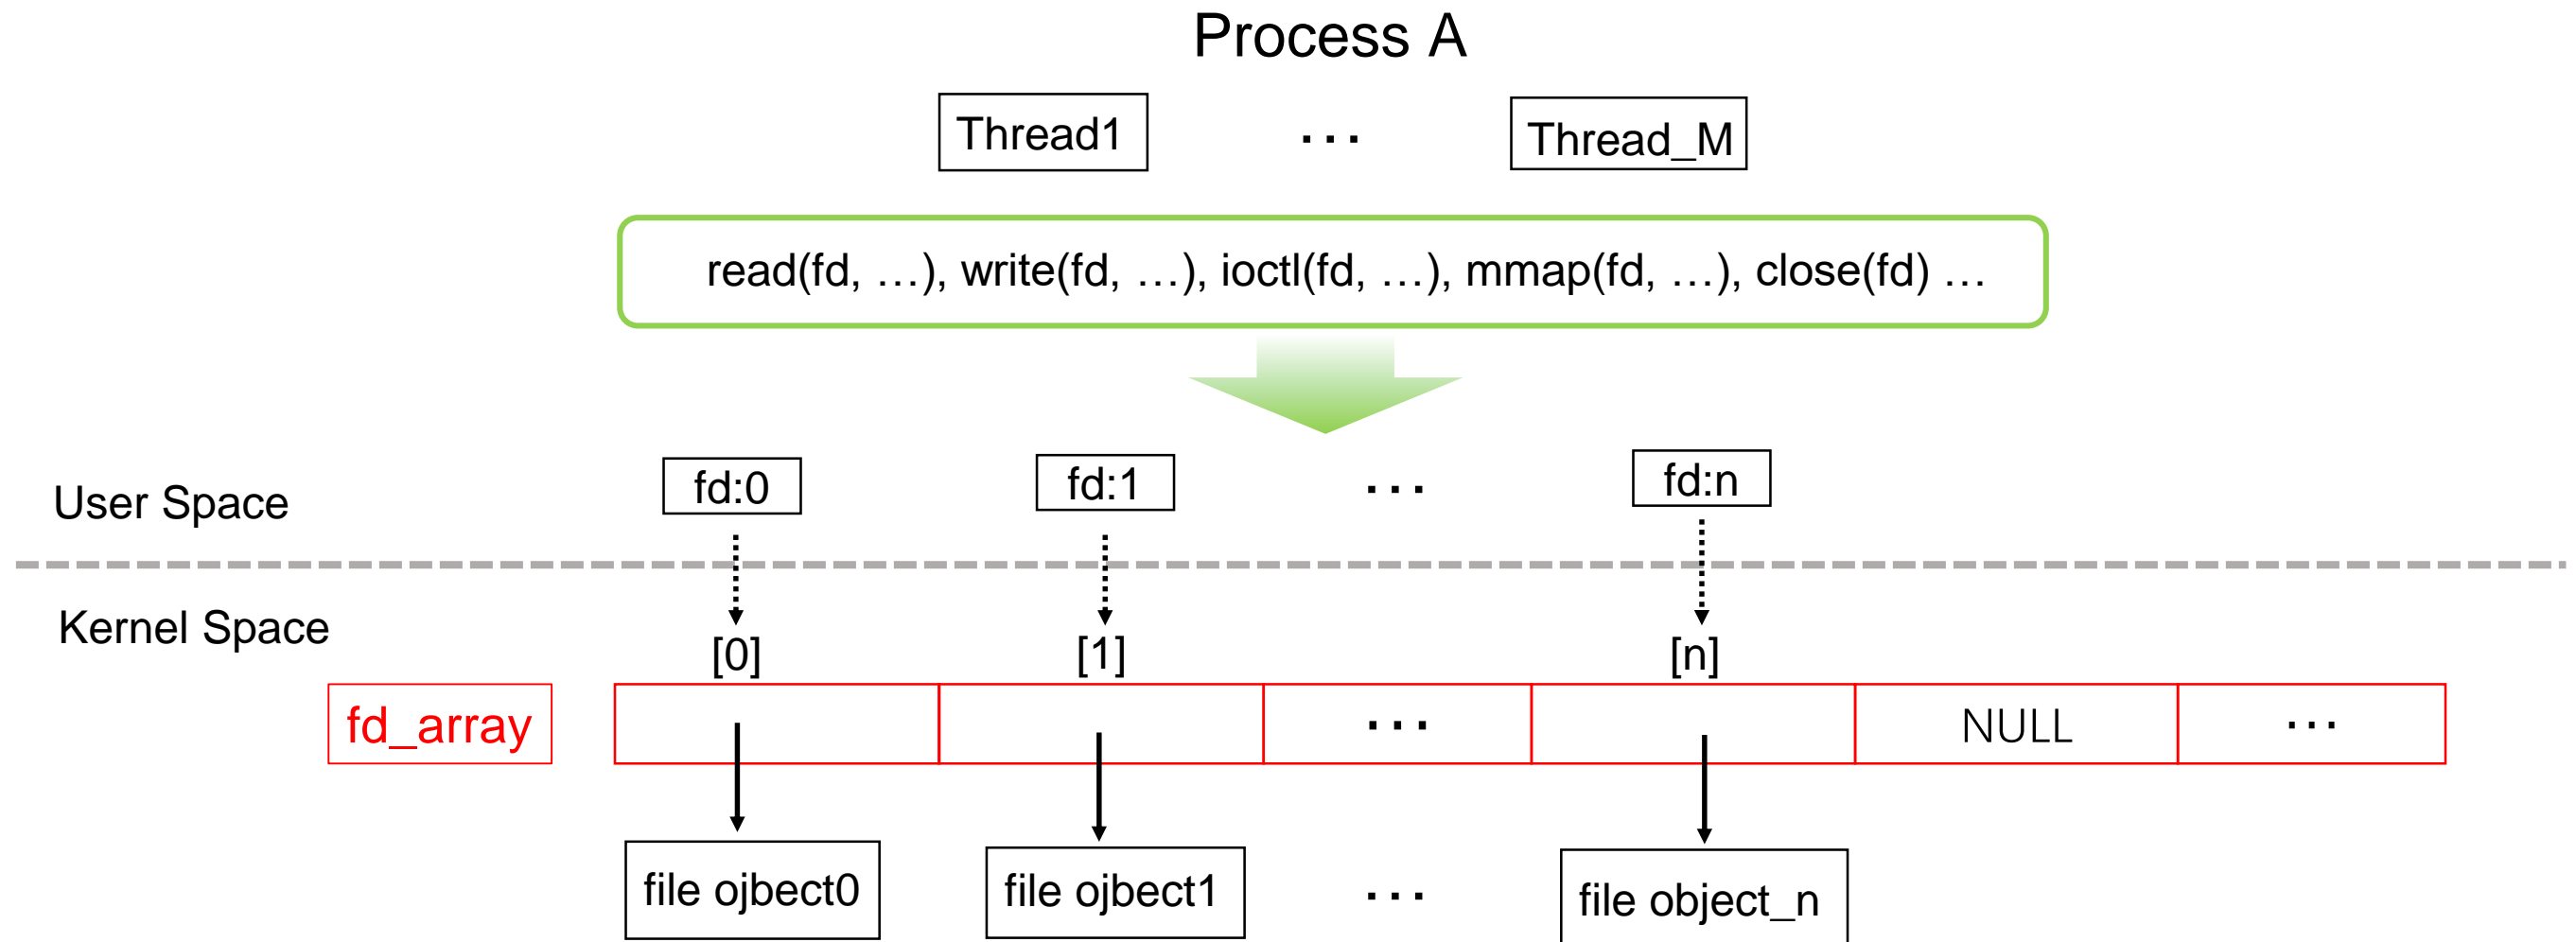 Process A
Thread1 ... Thread_M
read(fd, …), write(fd, …), ioctl(fd, …), mmap(fd, …), close(fd) …
fd:0 fd:1 ... fd:n
User Space
Kernel Space
[0] [1] [n]
fd_array ... NULL ...
file ojbect0 file ojbect1 ... file object_n